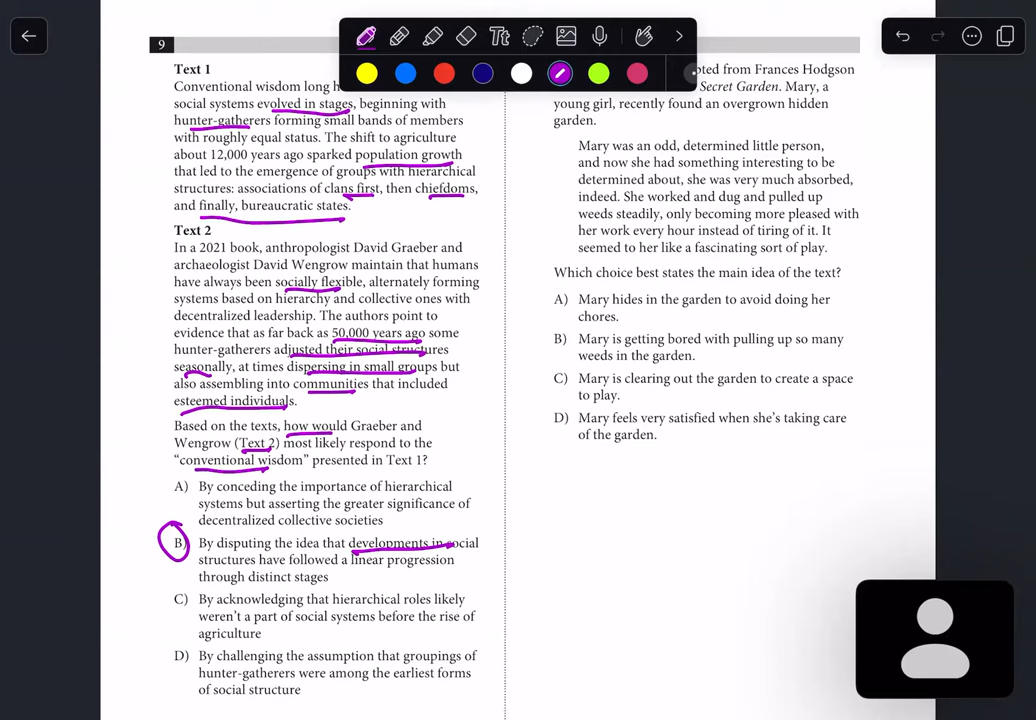 9
Tt
Text 1
Conventional wisdom long h
social systems evolved in stages, beginning with
hunter-gatherers forming small bands of members
with roughly equal status. The shift to agriculture
about 12,000 years ago sparked population growth
that led to the emergence of groups with hierarchical
structures: associations of clans first, then chiefdoms,
and finally, bureaucratic states.
Text 2
In a 2021 book, anthropologist David Graeber and
archaeologist David Wengrow maintain that humans
have always been socially flexible, alternately forming
systems based on hierarchy and collective ones with
decentralized leadership. The authors point to
evidence that as far back as 50,000 years ago some
hunter-gatherers adjusted their social structures
seasonally, at times dispersing in small groups but
also assembling into communities that included
esteemed individuals.
Based on the texts, how would Graeber and
Wengrow (Text 2) most likely respond to the
“conventional wisdom” presented in Text 1?
A) By conceding the importance of hierarchical
systems but asserting the greater significance of
decentralized collective societies
B) By disputing the idea that developments in social
structures have followed a linear progression
through distinct stages
C) By acknowledging that hierarchical roles likely
weren’t a part of social systems before the rise of
agriculture
D) By challenging the assumption that groupings of
hunter-gatherers were among the earliest forms
of social structure
pted from Frances Hodgson
Secret Garden. Mary, a
young girl, recently found an overgrown hidden
garden.
Mary was an odd, determined little person,
and now she had something interesting to be
determined about, she was very much absorbed,
indeed. She worked and dug and pulled up
weeds steadily, only becoming more pleased with
her work every hour instead of tiring of it. It
seemed to her like a fascinating sort of play.
Which choice best states the main idea of the text?
A) Mary hides in the garden to avoid doing her
chores.
B) Mary is getting bored with pulling up so many
weeds in the garden.
C) Mary is clearing out the garden to create a space
to play.
D) Mary feels very satisfied when she’s taking care
of the garden.